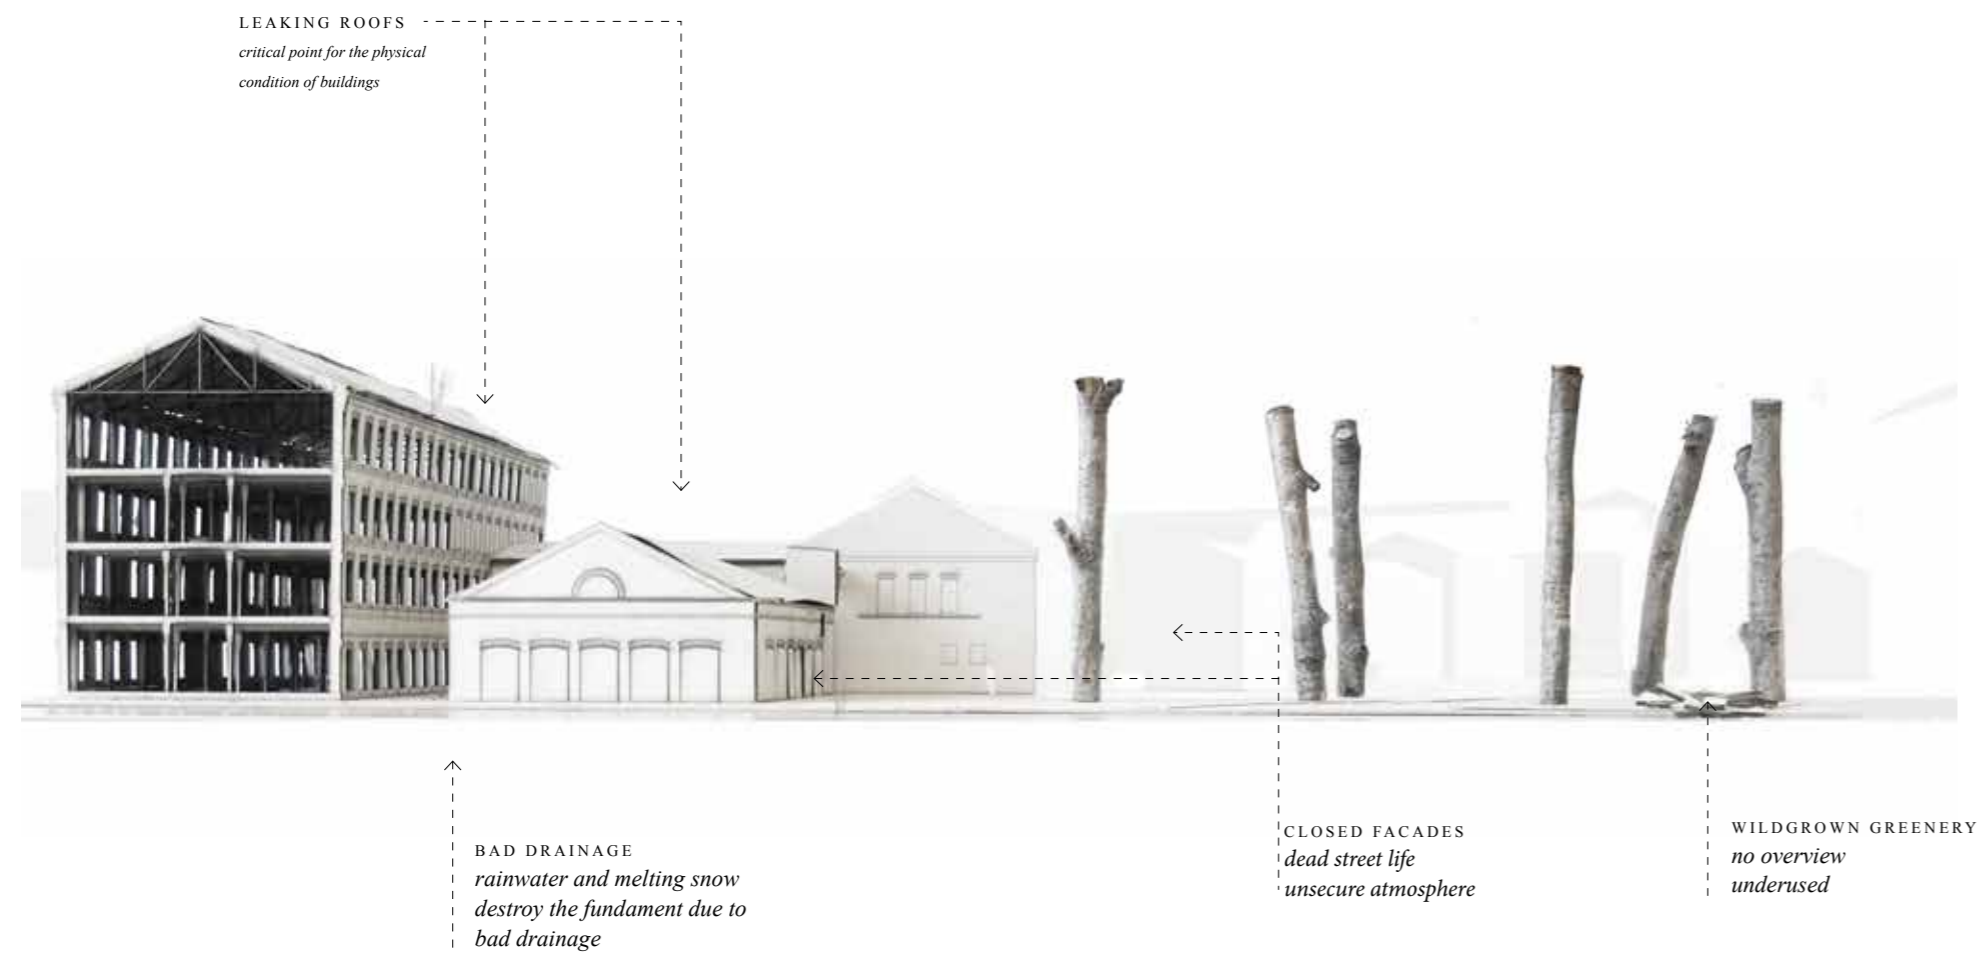 LEAKING ROOFS
critical point for the physical
condition of buildings
BAD DRAINAGE
rainwater and melting snow
destroy the fundament due to
bad drainage
CLOSED FACADES
dead street life
unsecure atmosphere
WILDGROWN GREENERY
no overview
underused